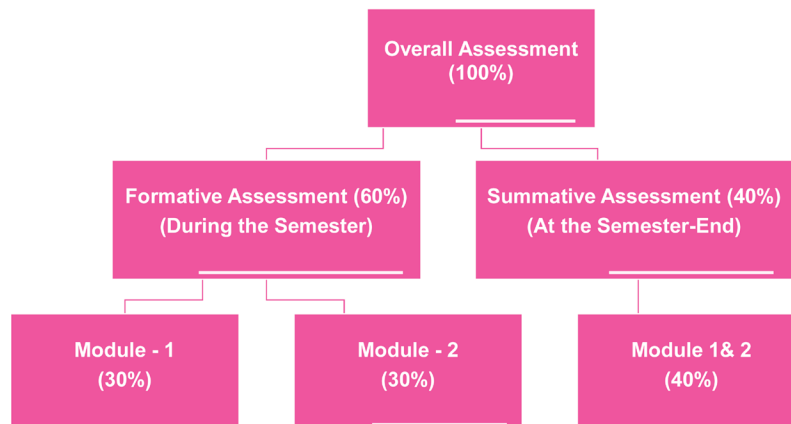 Overall Assessment
(100%)
Formative Assessment (60%)
(During the Semester)
Summative Assessment (40%)
(At the Semester-End)
Module - 1
(30%)
Module - 2
(30%)
Module 1& 2
(40%)